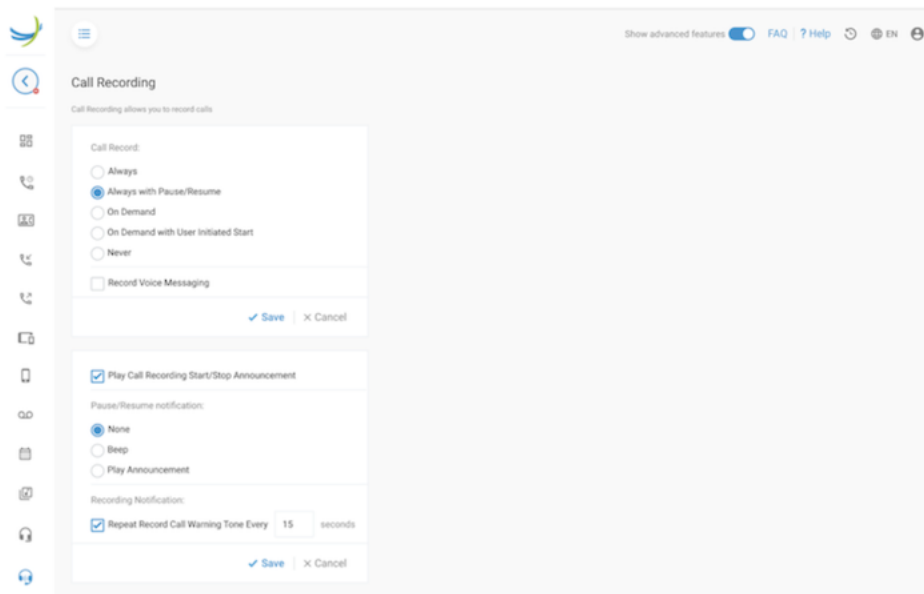 Show advanced features FAQ ? Help EN
Call Recording
Call Recording allows you to record calls
Call Record:
Always
Always with Pause/Resume
On Demand
On Demand with User Initiated Start
Never
Record Voice Messaging
Save Cancel
Play Call Recording Start/Stop Announcement
Pause/Resume notification:
None
Beep
Play Announcement
Recording Notification:
Repeat Record Call Warning Tone Every 15 seconds
Save Cancel